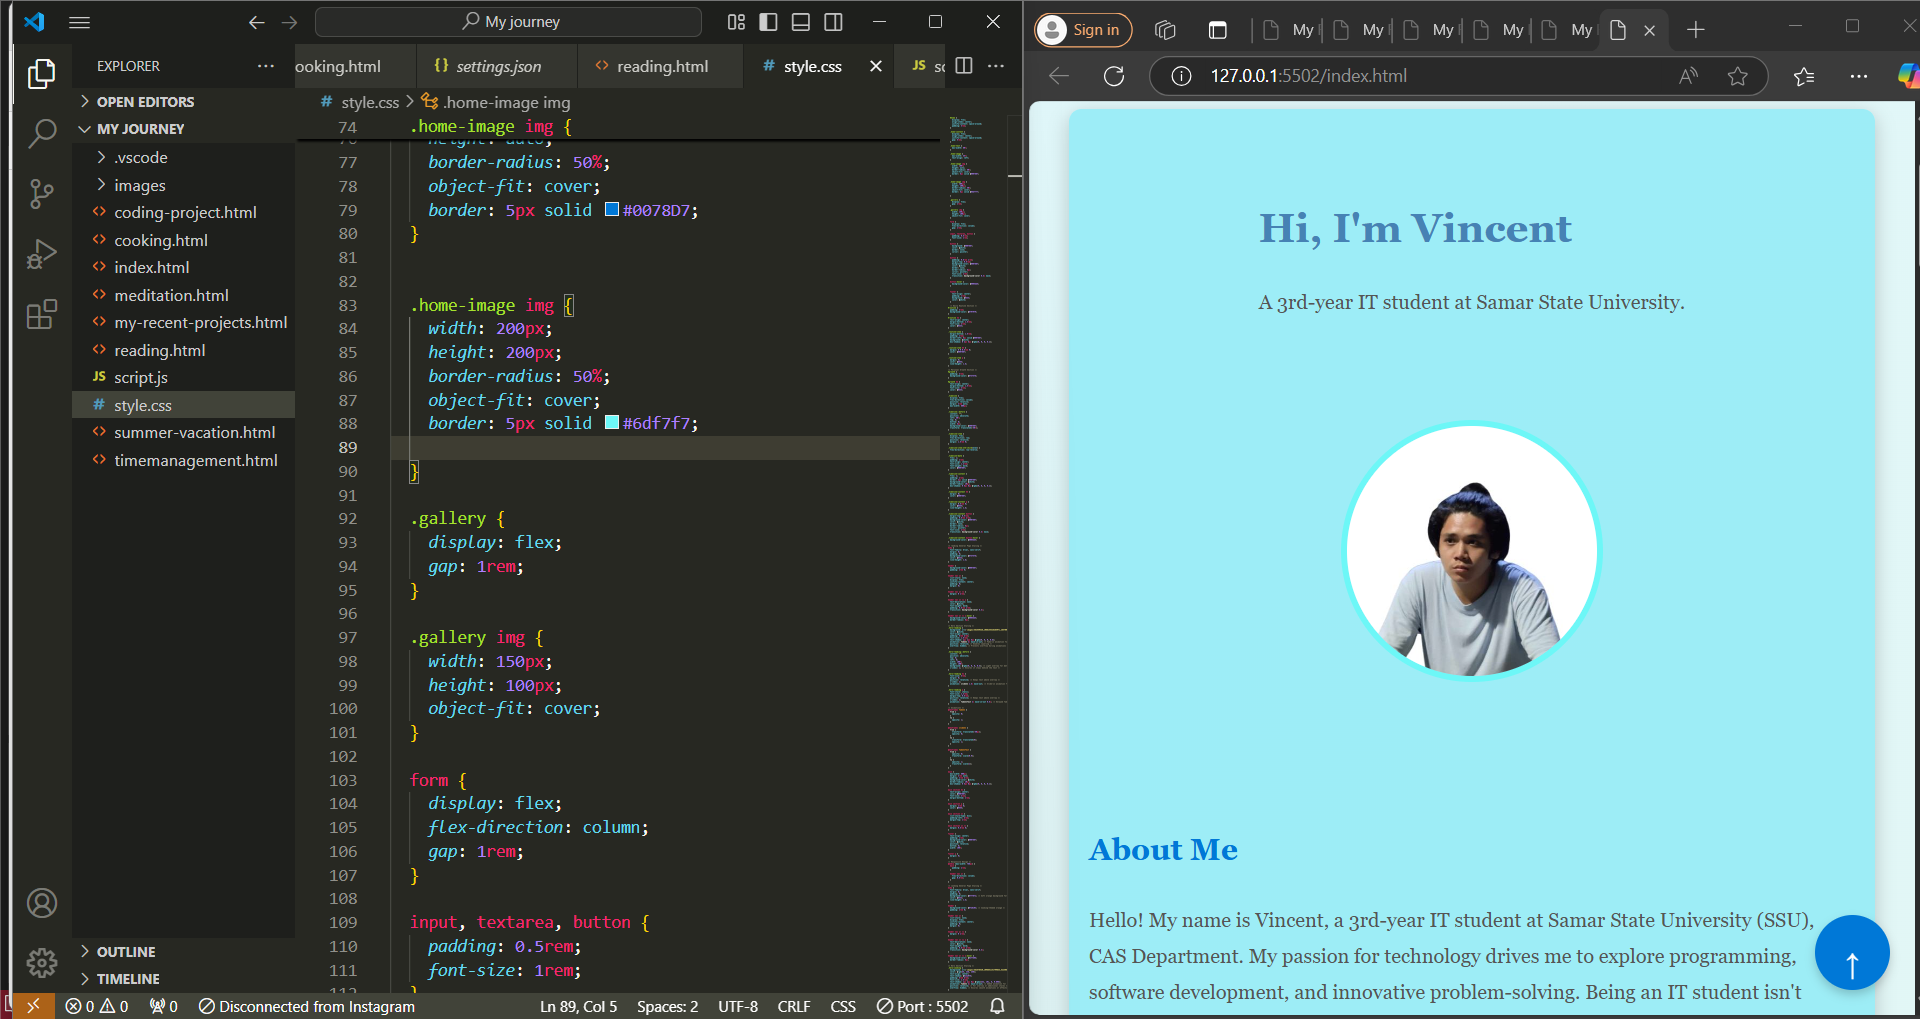 My journey
EXPLORER
OPEN EDITORS
MY JOURNEY
.vscode
images
coding-project.html
cooking.html
index.html
meditation.html
my-recent-projects.html
reading.html
JS script.js
# style.css
summer-vacation.html
timemanagement.html
OUTLINE
TIMELINE
ooking.html
{} settings.json
<> reading.html
# style.css
JS
# style.css > .home-image img
74 .home-image img {
77 border-radius: 50%;
78 object-fit: cover;
79 border: 5px solid #0078D7;
80 }
81
82
83 .home-image img {
84 width: 200px;
85 height: 200px;
86 border-radius: 50%;
87 object-fit: cover;
88 border: 5px solid #6df7f7;
89
90 }
91
92 .gallery {
93 display: flex;
94 gap: 1rem;
95 }
96
97 .gallery img {
98 width: 150px;
99 height: 100px;
100 object-fit: cover;
101 }
102
103 form {
104 display: flex;
105 flex-direction: column;
106 gap: 1rem;
107 }
108
109 input, textarea, button {
110 padding: 0.5rem;
111 font-size: 1rem;
0 0 0 Disconnected from Instagram Ln 89, Col 5 Spaces: 2 UTF-8 CRLF CSS Port : 5502
Sign in My My My My My
127.0.0.1:5502/index.html
Hi, I'm Vincent
A 3rd-year IT student at Samar State University.
About Me
Hello! My name is Vincent, a 3rd-year IT student at Samar State University (SSU),
CAS Department. My passion for technology drives me to explore programming,
software development, and innovative problem-solving. Being an IT student isn't